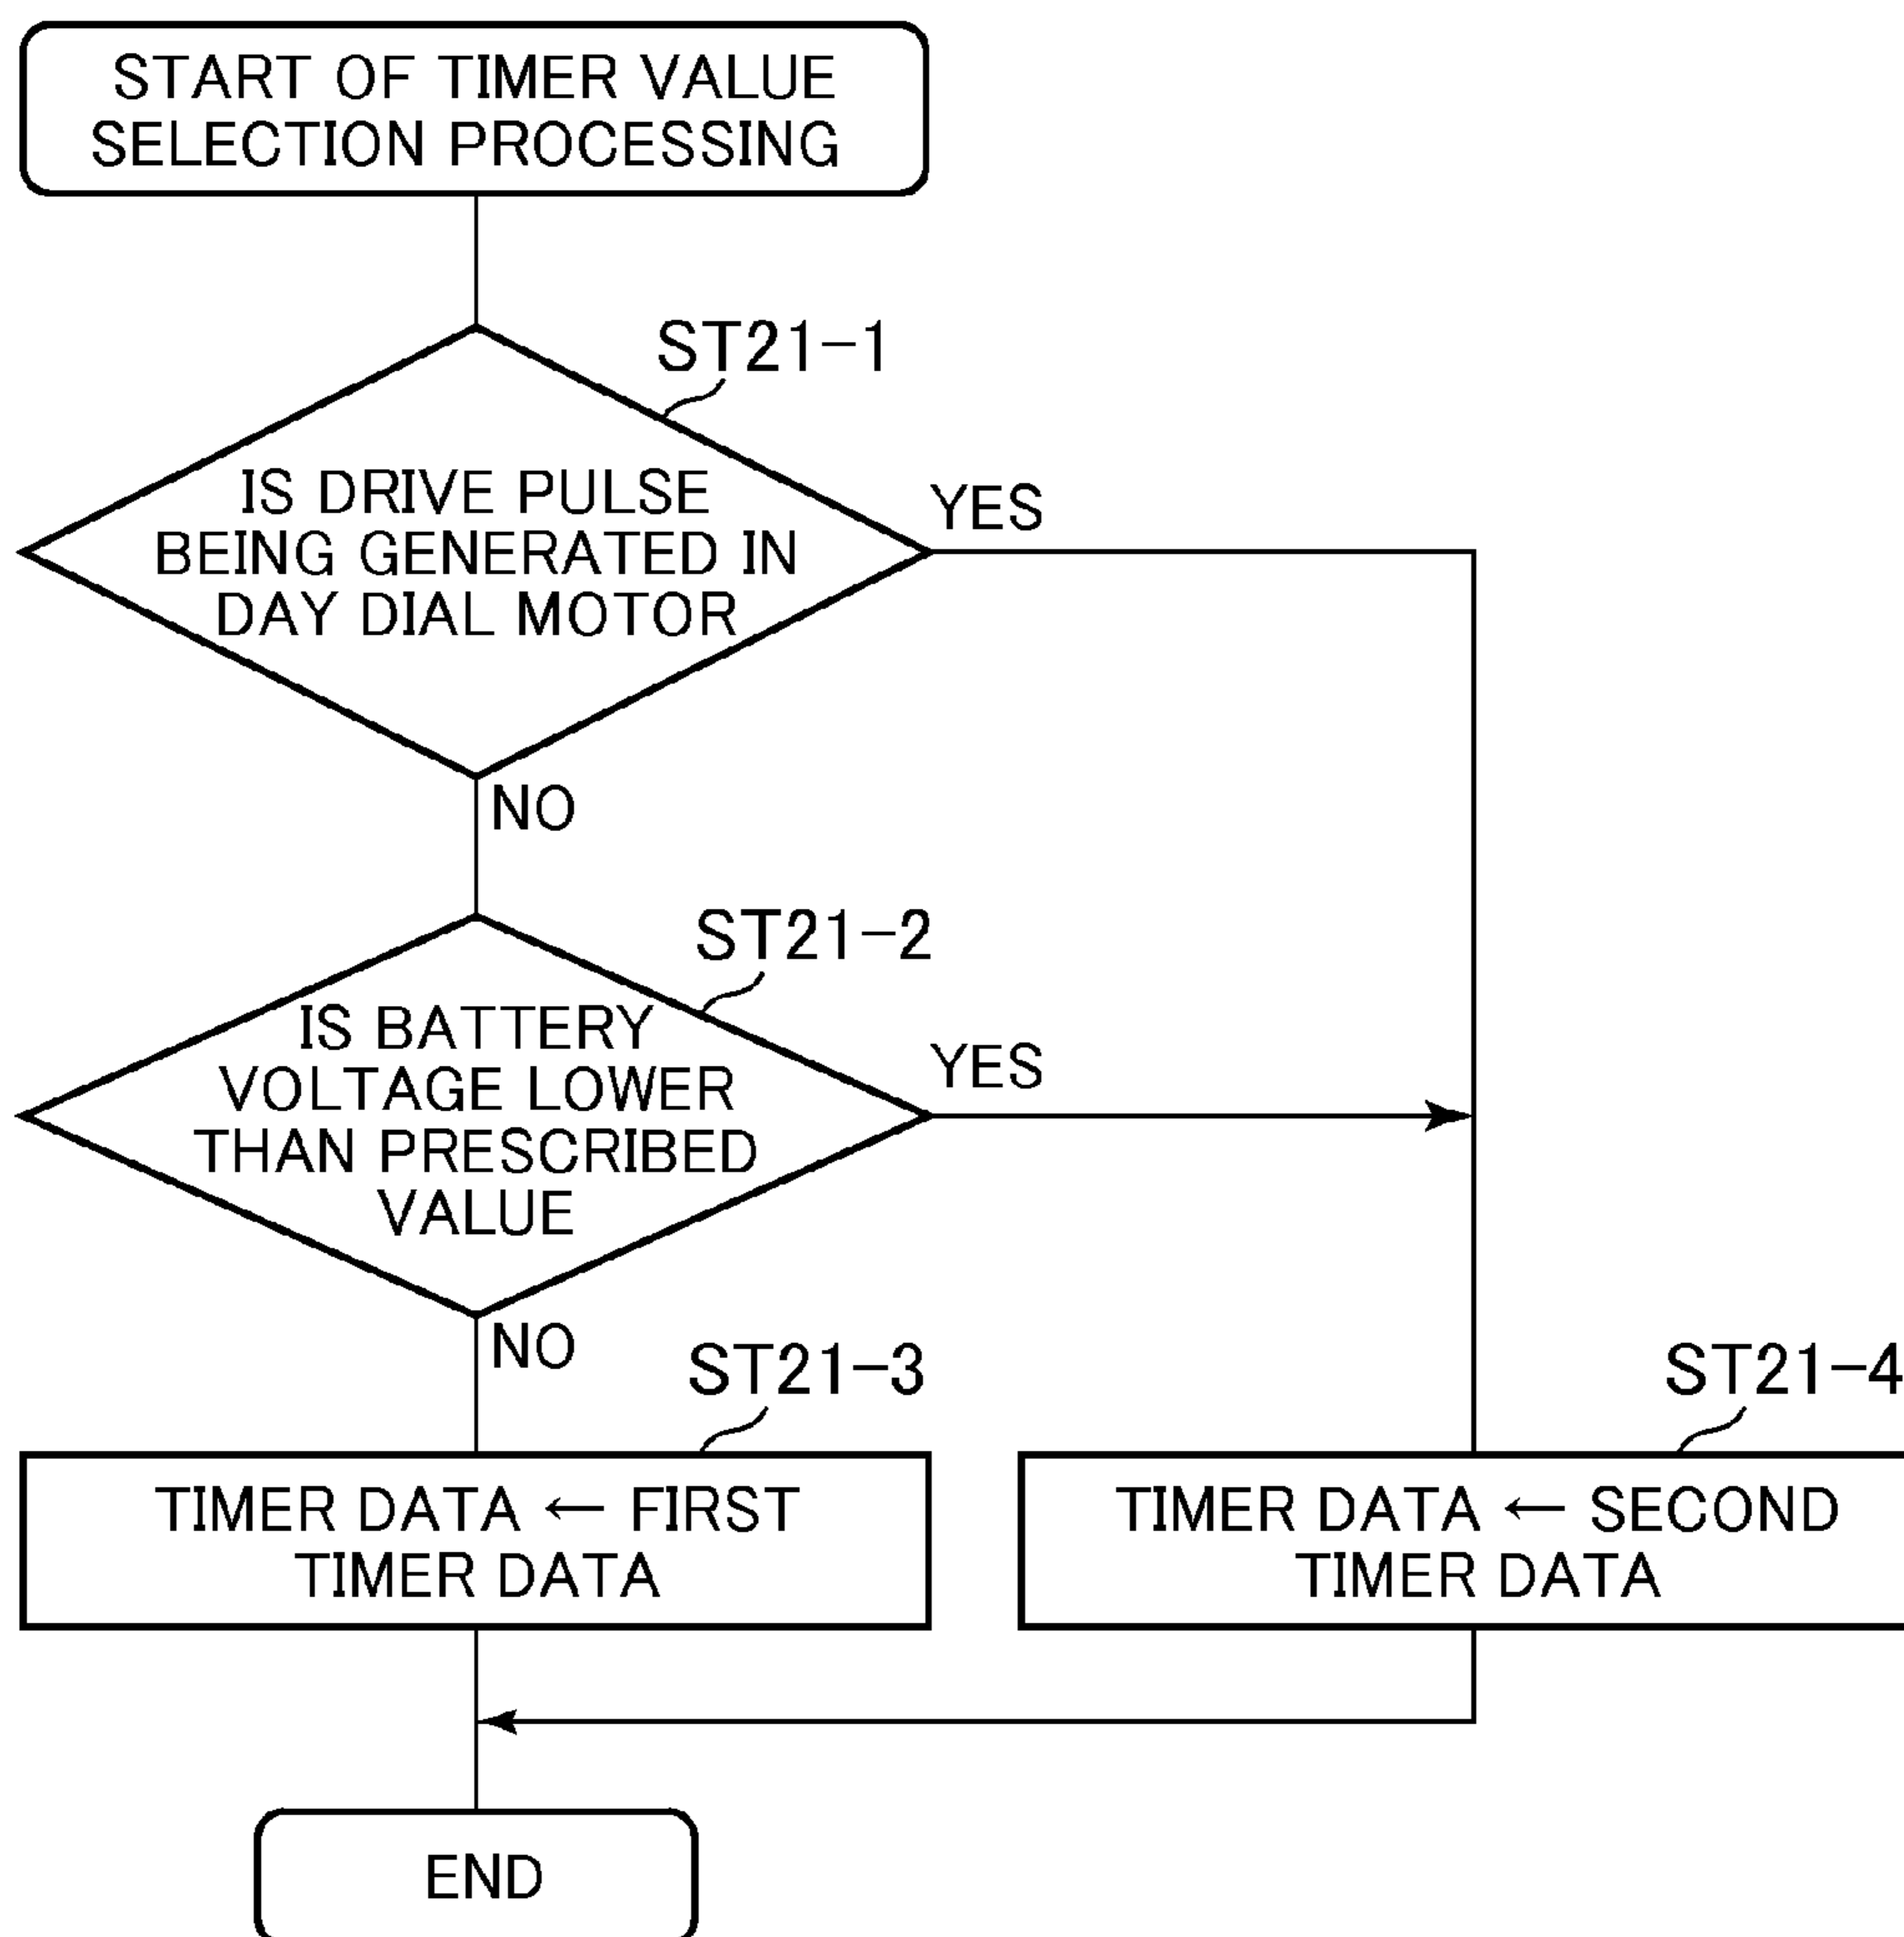 START OF TIMER VALUE
SELECTION PROCESSING
ST21-1
IS DRIVE PULSE
BEING GENERATED IN
DAY DIAL MOTOR
YES
NO
ST21-2
IS BATTERY
VOLTAGE LOWER
THAN PRESCRIBED
VALUE
YES
NO
ST21-3
TIMER DATA ← FIRST
TIMER DATA
ST21-4
TIMER DATA ← SECOND
TIMER DATA
END